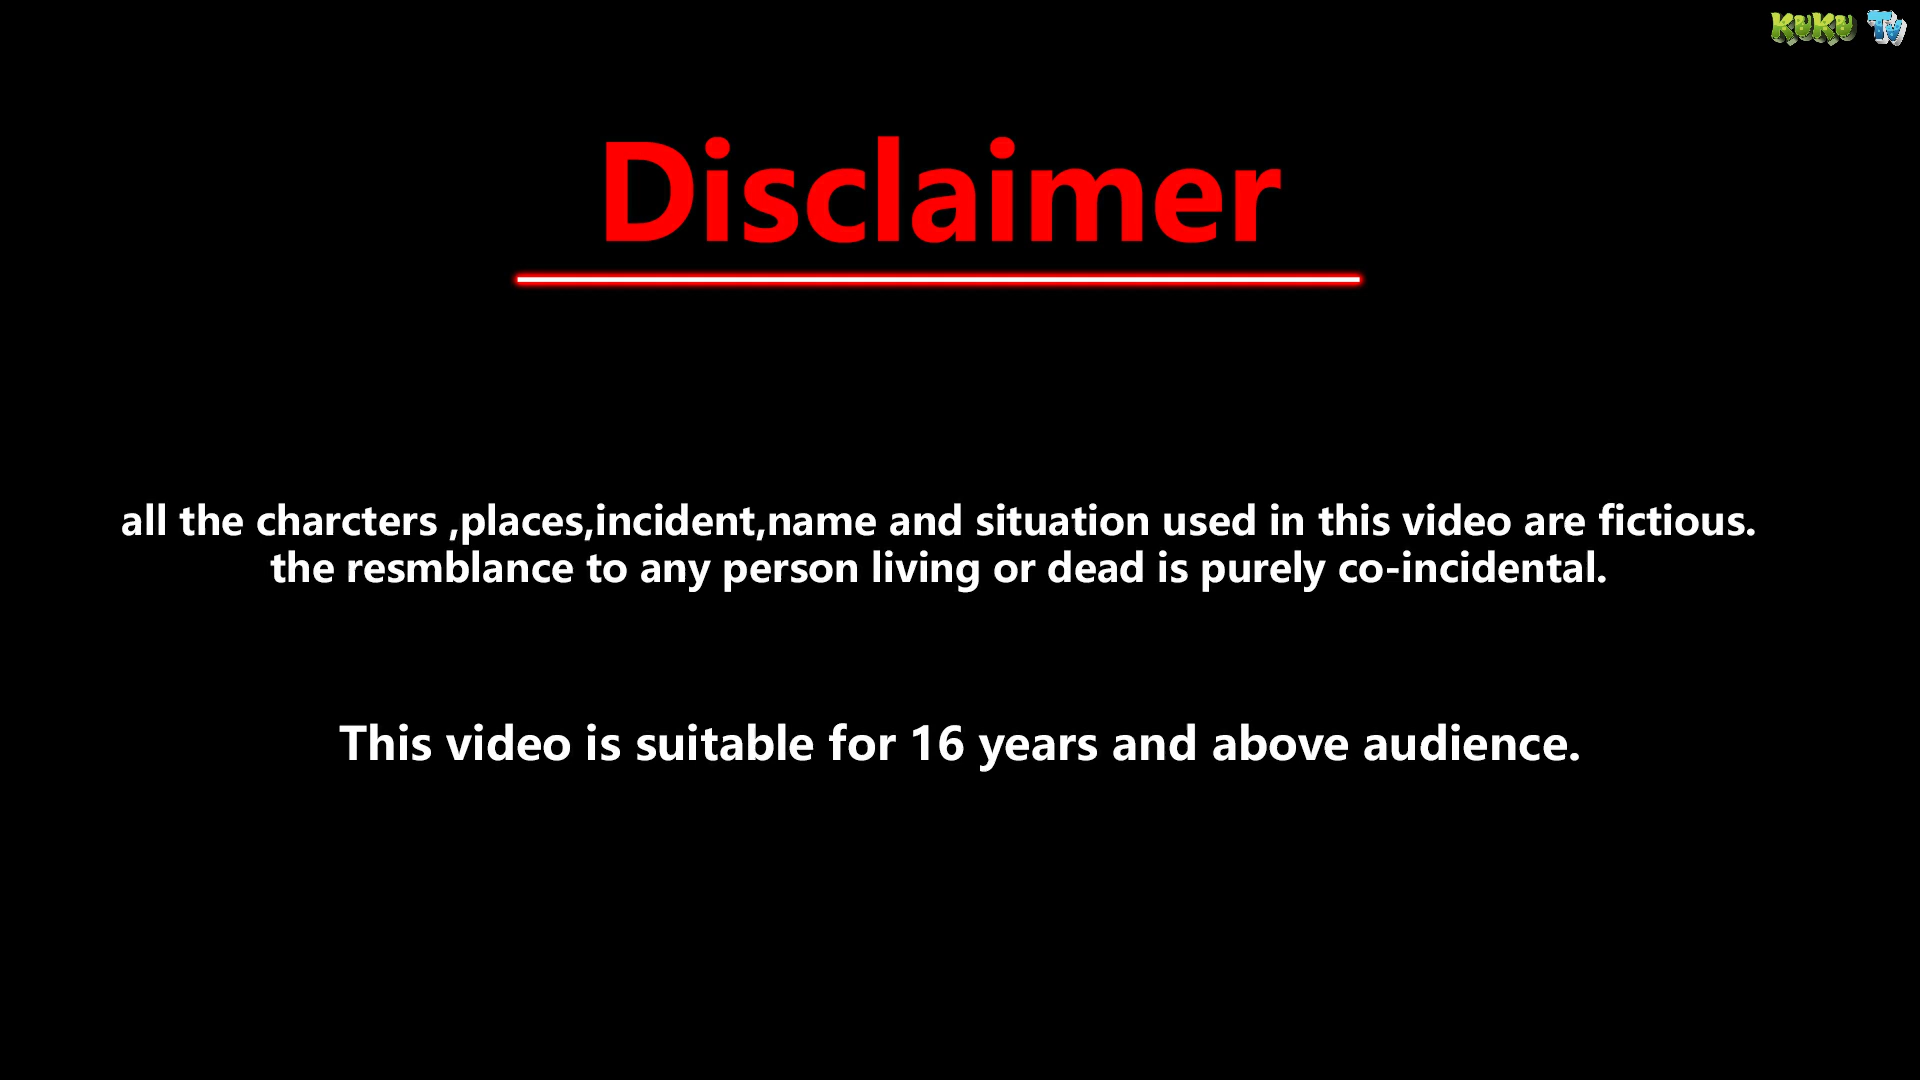 KuKu Tv
Disclaimer
all the charcters ,places,incident,name and situation used in this video are fictious.
the resmblance to any person living or dead is purely co-incidental.
This video is suitable for 16 years and above audience.